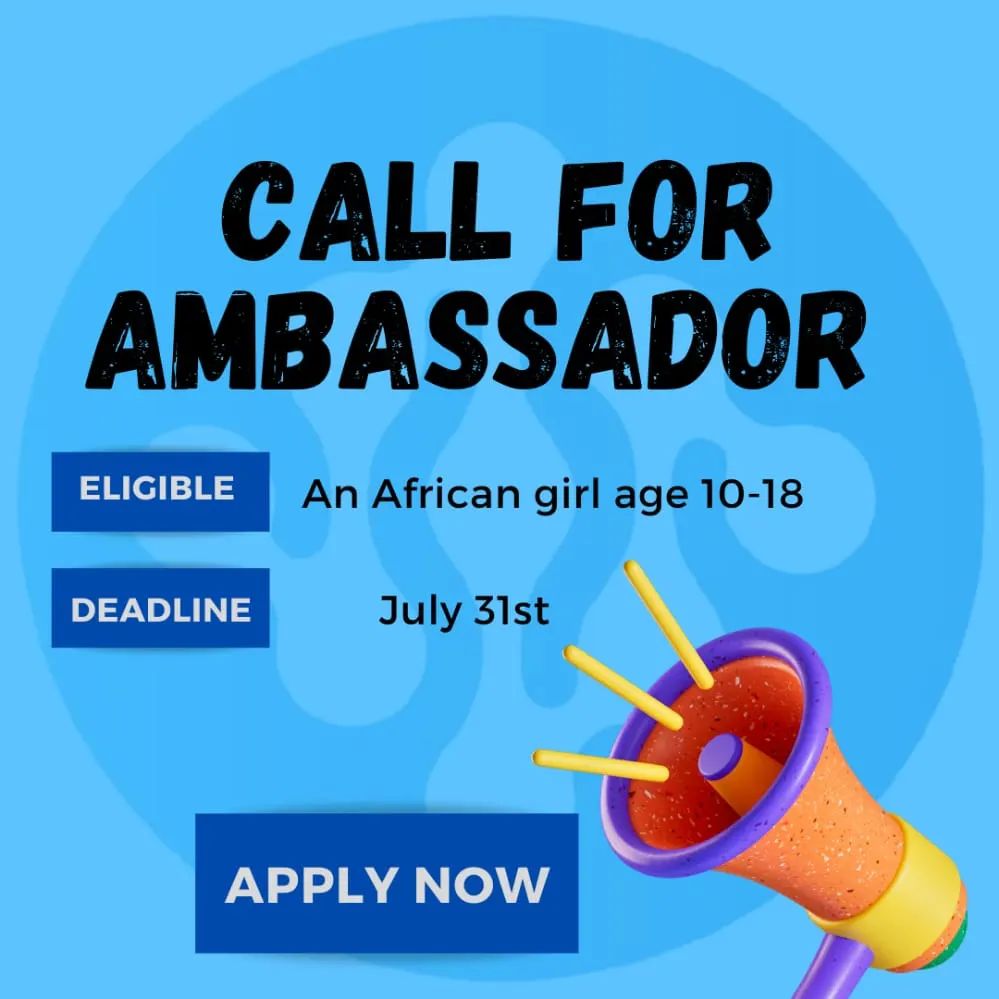 CALL FOR
AMBASSADOR
ELIGIBLE An African girl age 10-18
DEADLINE July 31st
APPLY NOW